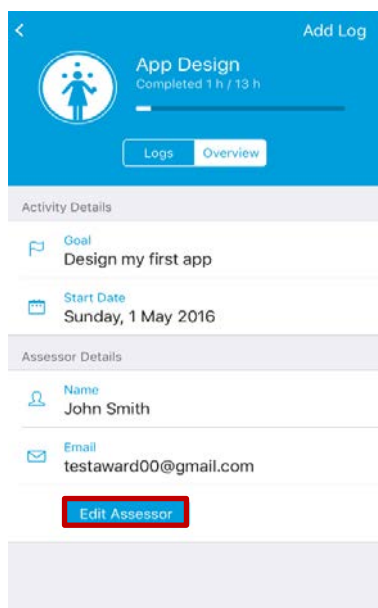 Add Log
App Design
Completed 1 h / 13 h
Logs Overview
Activity Details
Goal
Design my first app
Start Date
Sunday, 1 May 2016
Assessor Details
Name
John Smith
Email
testaward00@gmail.com
Edit Assessor